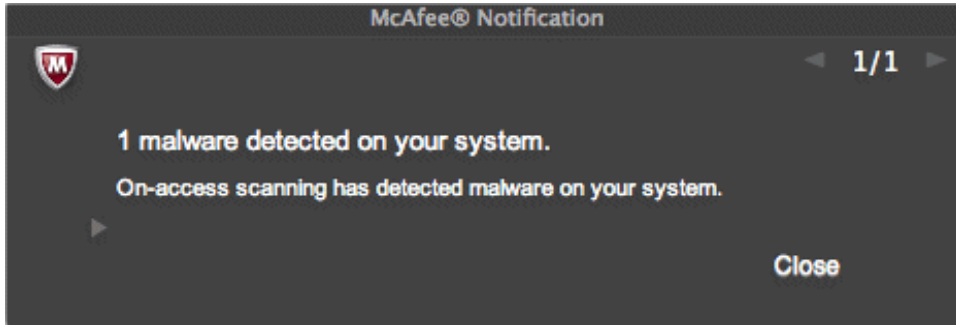 McAfee® Notification
M
1/1
1 malware detected on your system.
On-access scanning has detected malware on your system.
Close